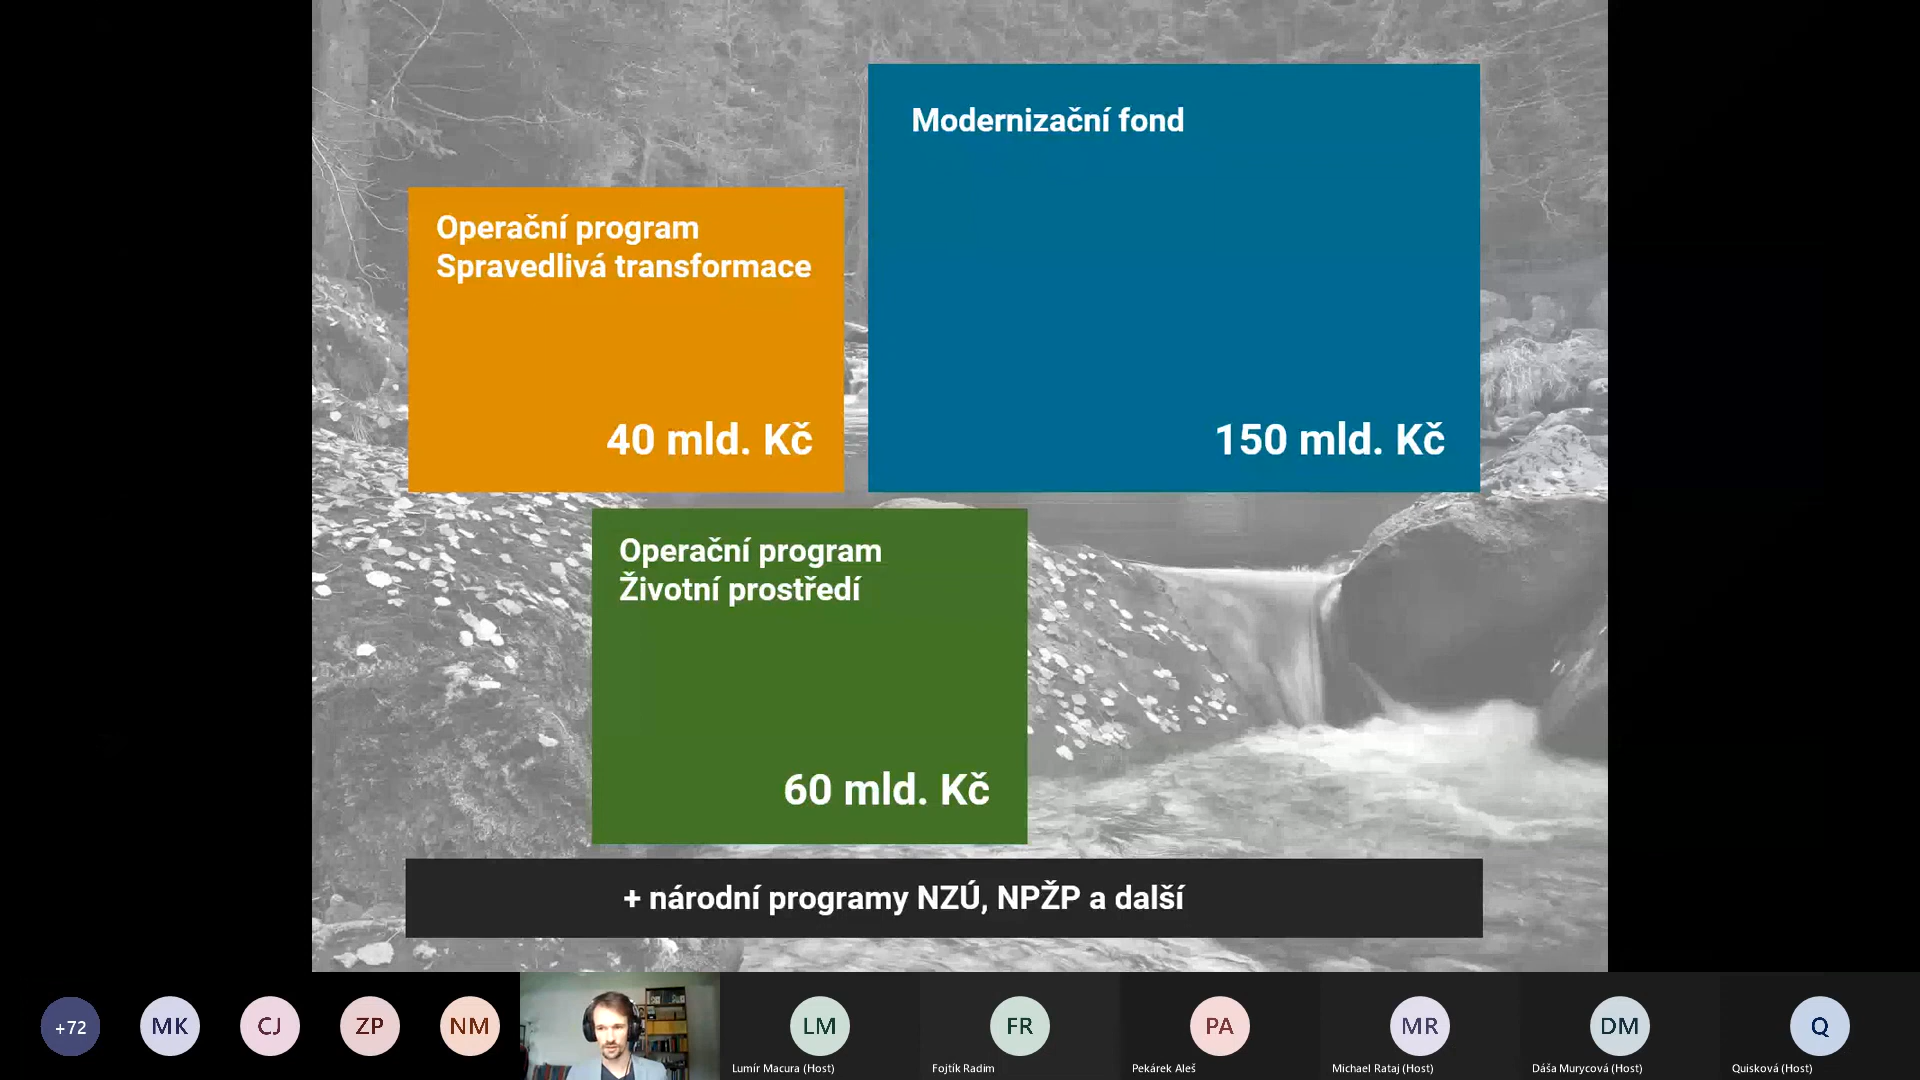 Modernizační fond
150 mld. Kč
Operační program
Spravedlivá transformace
40 mld. Kč
Operační program
Životní prostředí
60 mld. Kč
+ národní programy NZÚ, NPŽP a další
+72
MK
CJ
ZP
NM
LM
Lumír Macura (Host)
FR
Fojtík Radim
PA
Pekárek Aleš
MR
Michael Rataj (Host)
DM
Dáša Murycová (Host)
Q
Quisková (Host)